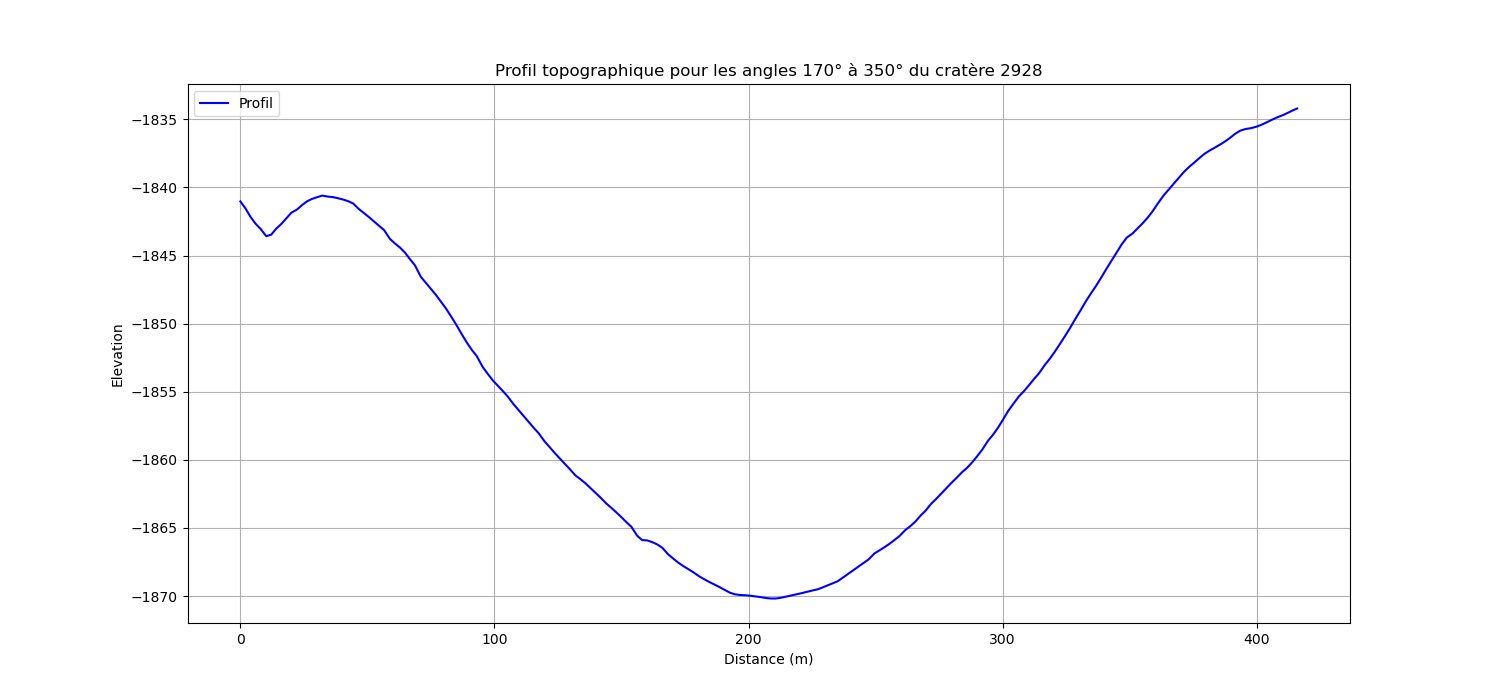 Profil topographique pour les angles 170° à 350° du cratère 2928
Profil
−1835
−1840
−1845
−1850
−1855
−1860
−1865
−1870
Elevation
0 100 200 300 400
Distance (m)